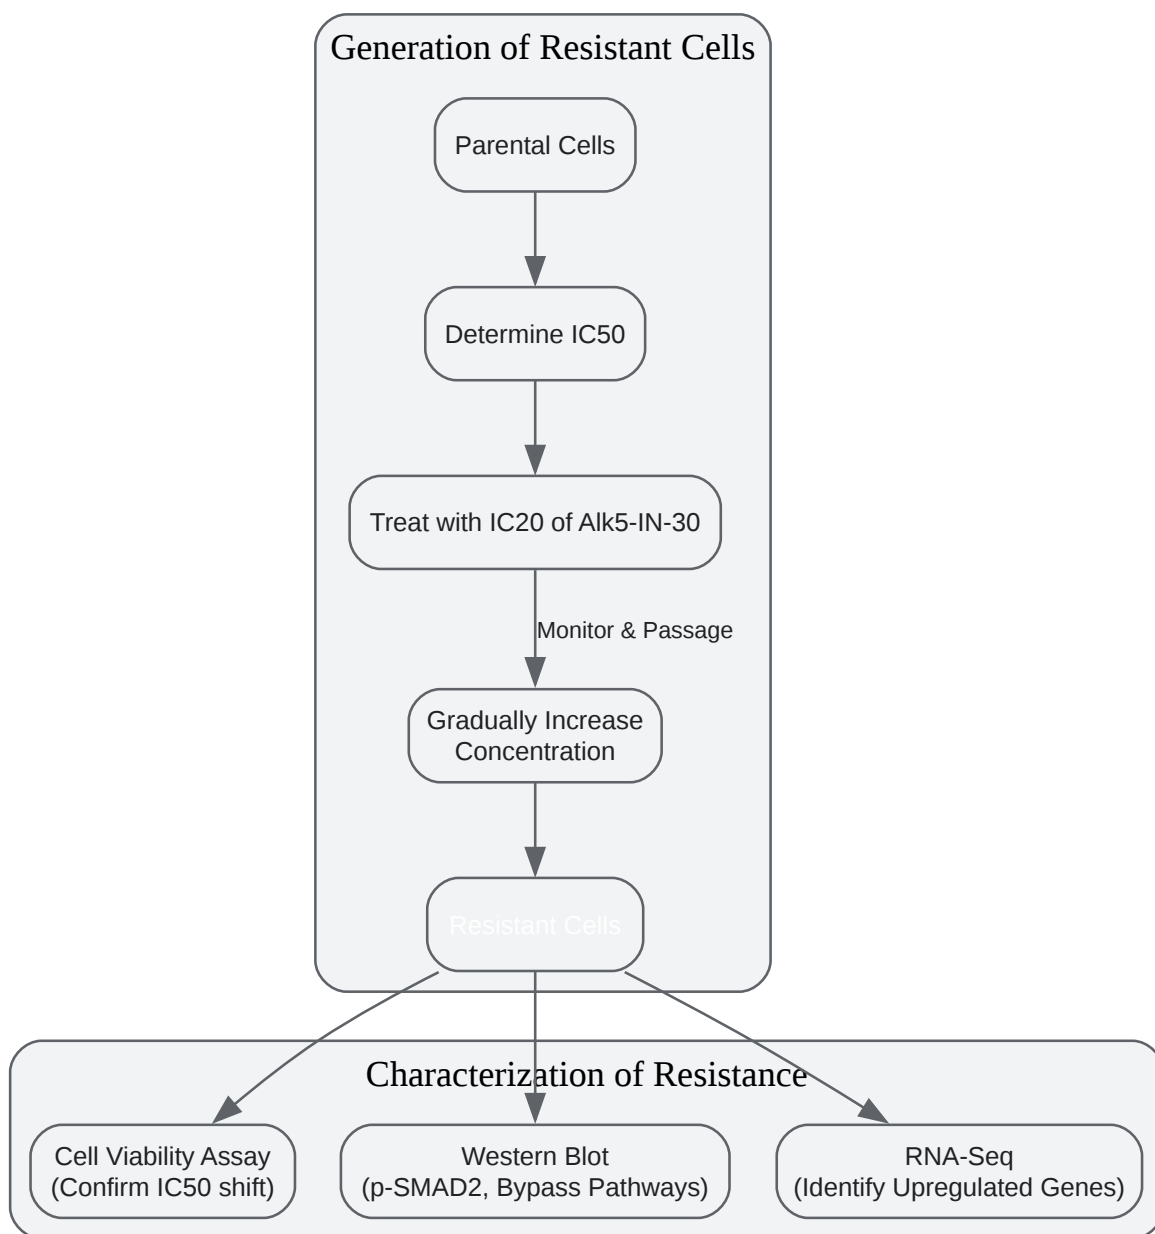 Generation of Resistant Cells
Parental Cells
Determine IC50
Treat with IC20 of Alk5-IN-30
Monitor & Passage
Gradually Increase
Concentration
Resistant Cells
Characterization of Resistance
Cell Viability Assay
(Confirm IC50 shift)
Western Blot
(p-SMAD2, Bypass Pathways)
RNA-Seq
(Identify Upregulated Genes)